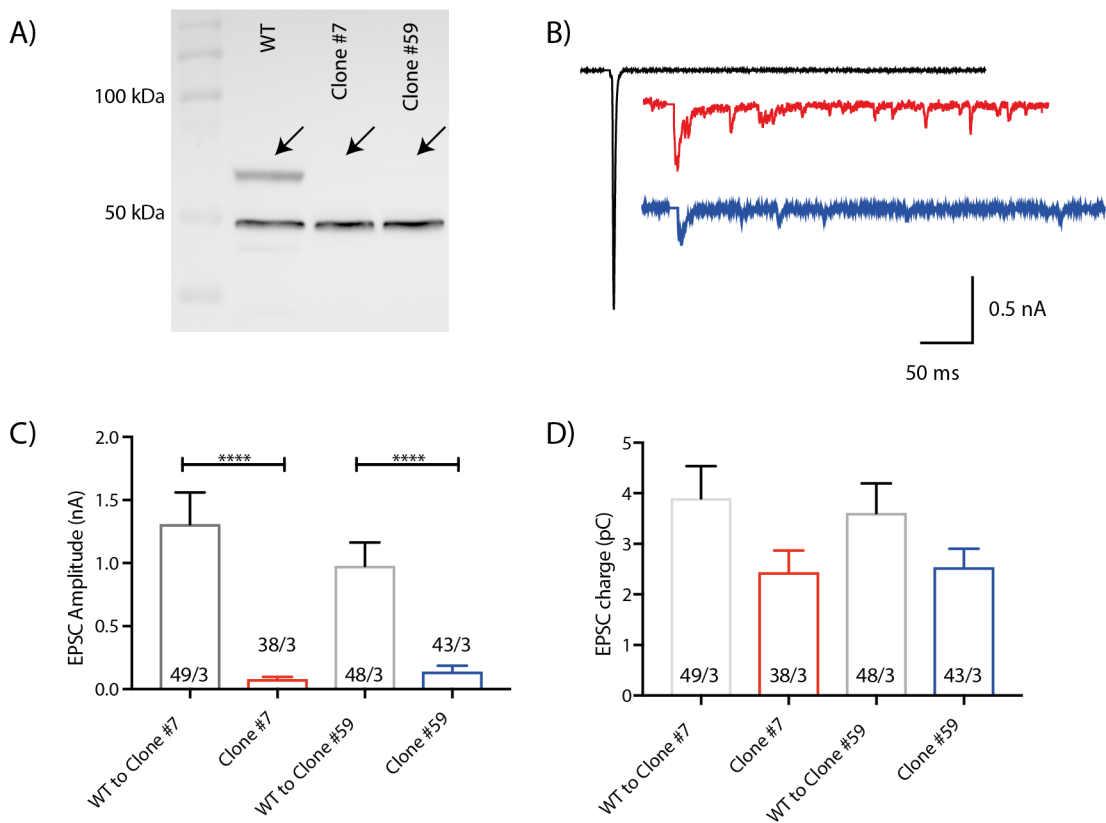 A)
WT
Clone #7
Clone #59
100 kDa
50 kDa
B)
0.5 nA
50 ms
C)
EPSC Amplitude (nA)
2.0
1.5
1.0
0.5
0.0
****
****
49/3
38/3
48/3
43/3
WT to Clone #7
Clone #7
WT to Clone #59
Clone #59
D)
EPSC charge (pC)
5
4
3
2
1
0
49/3
38/3
48/3
43/3
WT to Clone #7
Clone #7
WT to Clone #59
Clone #59